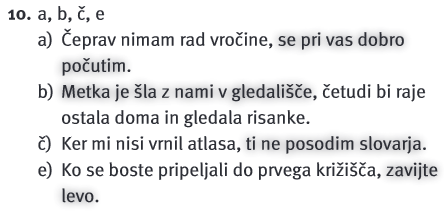 10. a, b, č, e
a) Čeprav nimam rad vročine, se pri vas dobro
počutim.
b) Metka je šla z nami v gledališče, četudi bi raje
ostala doma in gledala risanke.
č) Ker mi nisi vrnil atlasa, ti ne posodim slovarja.
e) Ko se boste pripeljali do prvega križišča, zavijte
levo.